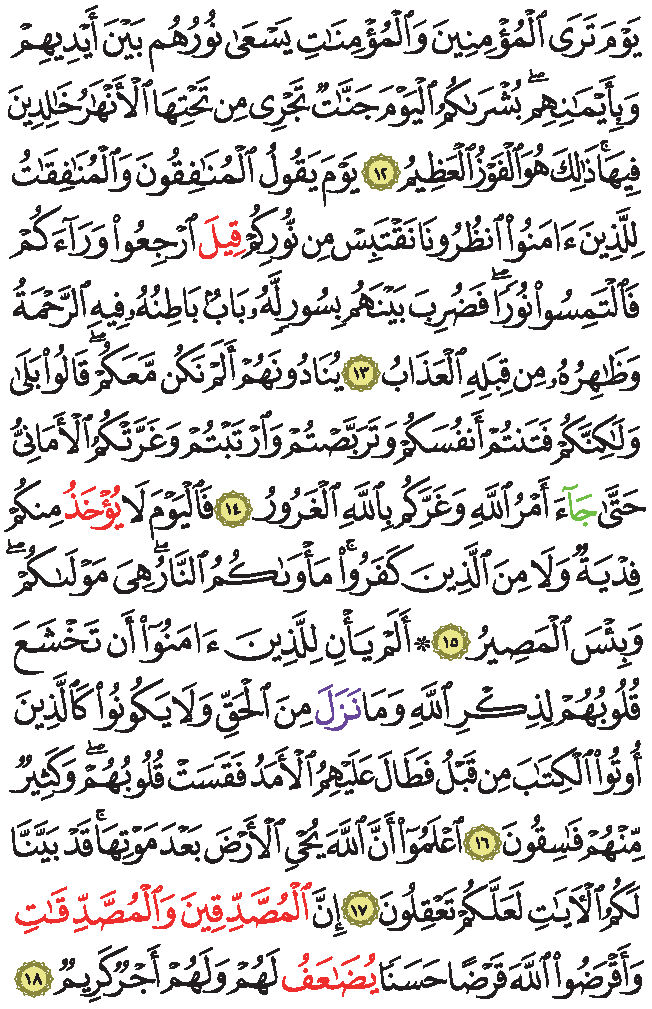 يَوْمَ تَرَى ٱلْمُؤْمِنِينَ وَٱلْمُؤْمِنَٰتِ يَسْعَىٰ نُورُهُم بَيْنَ أَيْدِيهِمْ
وَبِأَيْمَٰنِهِمۖ بُشْرَىٰكُمُ ٱلْيَوْمَ جَنَّٰتٌ تَجْرِى مِن تَحْتِهَا ٱلْأَنْهَٰرُ خَٰلِدِينَ
فِيهَاۚ ذَٰلِكَ هُوَ ٱلْفَوْزُ ٱلْعَظِيمُ ١٢ يَوْمَ يَقُولُ ٱلْمُنَٰفِقُونَ وَٱلْمُنَٰفِقَٰتُ
لِلَّذِينَ ءَامَنُوا۟ ٱنظُرُونَا نَقْتَبِسْ مِن نُّورِكُمْ قِيلَ ٱرْجِعُوا۟ وَرَآءَكُمْ
فَٱلْتَمِسُوا۟ نُورًاۖ فَضُرِبَ بَيْنَهُم بِسُورٍ لَّهُۥ بَابٌۢ بَاطِنُهُۥ فِيهِ ٱلرَّحْمَةُ
وَظَٰهِرُهُۥ مِن قِبَلِهِ ٱلْعَذَابُ ١٣ يُنَادُونَهُمْ أَلَمْ نَكُن مَّعَكُمْۖ قَالُوا۟ بَلَىٰ
وَلَٰكِنَّكُمْ فَتَنتُمْ أَنفُسَكُمْ وَتَرَبَّصْتُمْ وَٱرْتَبْتُمْ وَغَرَّتْكُمُ ٱلْأَمَانِىُّ
حَتَّىٰ جَآءَ أَمْرُ ٱللَّهِ وَغَرَّكُم بِٱللَّهِ ٱلْغَرُورُ ١٤ فَٱلْيَوْمَ لَا يُؤْخَذُ مِنكُمْ
فِدْيَةٌ وَلَا مِنَ ٱلَّذِينَ كَفَرُوا۟ۚ مَأْوَىٰكُمُ ٱلنَّارُۖ هِىَ مَوْلَىٰكُمْۖ
وَبِئْسَ ٱلْمَصِيرُ ١٥ * أَلَمْ يَأْنِ لِلَّذِينَ ءَامَنُوٓا۟ أَن تَخْشَعَ
قُلُوبُهُمْ لِذِكْرِ ٱللَّهِ وَمَا نَزَلَ مِنَ ٱلْحَقِّ وَلَا يَكُونُوا۟ كَٱلَّذِينَ
أُوتُوا۟ ٱلْكِتَٰبَ مِن قَبْلُ فَطَالَ عَلَيْهِمُ ٱلْأَمَدُ فَقَسَتْ قُلُوبُهُمْۖ وَكَثِيرٌ
مِّنْهُمْ فَٰسِقُونَ ١٦ ٱعْلَمُوٓا۟ أَنَّ ٱللَّهَ يُحْىِ ٱلْأَرْضَ بَعْدَ مَوْتِهَاۚ قَدْ بَيَّنَّا
لَكُمُ ٱلْءَايَٰتِ لَعَلَّكُمْ تَعْقِلُونَ ١٧ إِنَّ ٱلْمُصَّدِّقِينَ وَٱلْمُصَّدِّقَٰتِ
وَأَقْرَضُوا۟ ٱللَّهَ قَرْضًا حَسَنًا يُضَٰعَفُ لَهُمْ وَلَهُمْ أَجْرٌ كَرِيمٌ ١٨